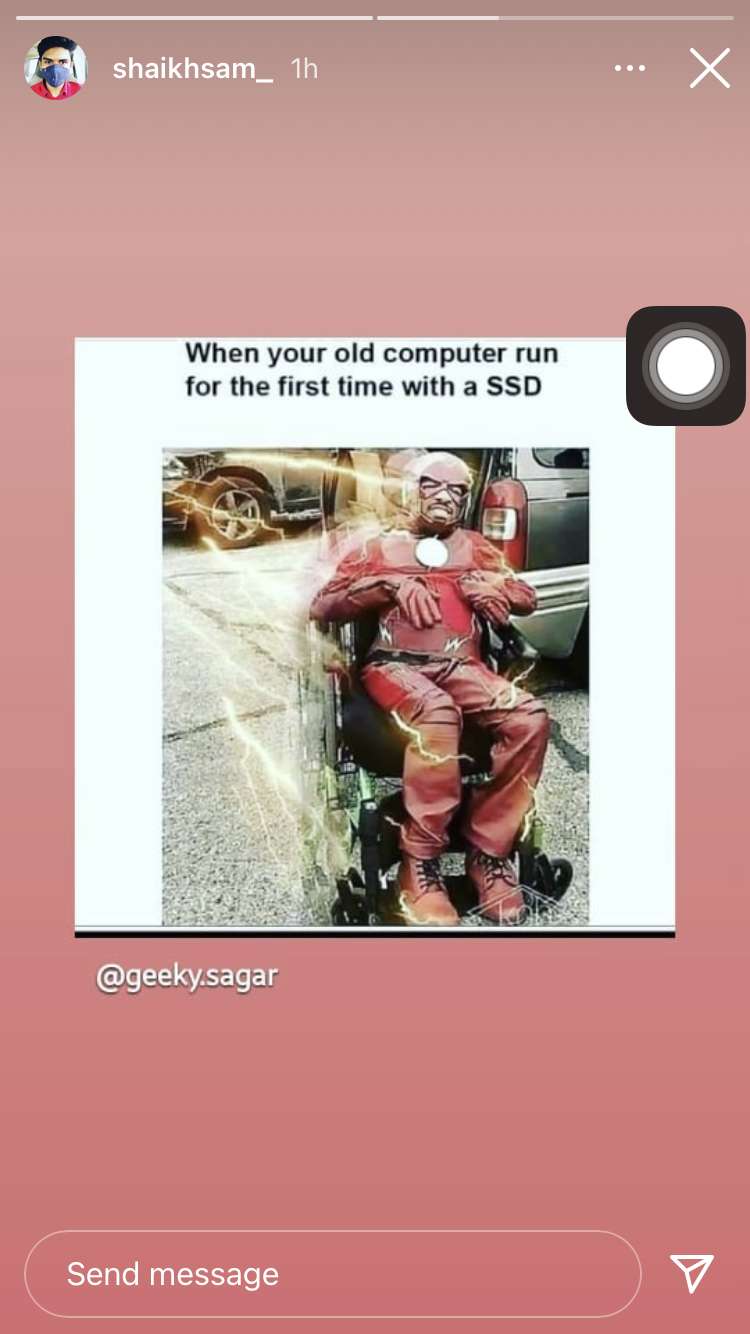 shaikhsam_ 1h
When your old computer run
for the first time with a SSD
@geeky.sagar
Send message